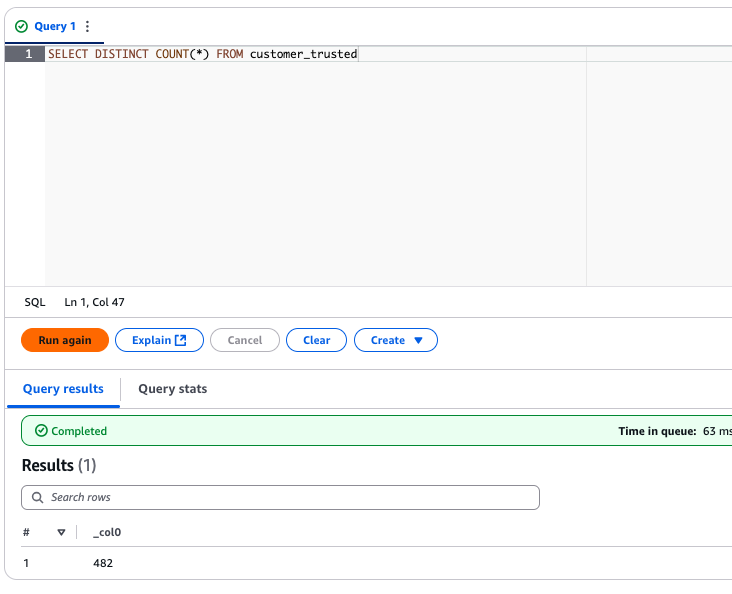 Query 1
1 SELECT DISTINCT COUNT(*) FROM customer_trusted
SQL Ln 1, Col 47
Run again Explain Cancel Clear Create
Query results Query stats
Completed Time in queue: 63 ms
Results (1)
Search rows
# _col0
1 482